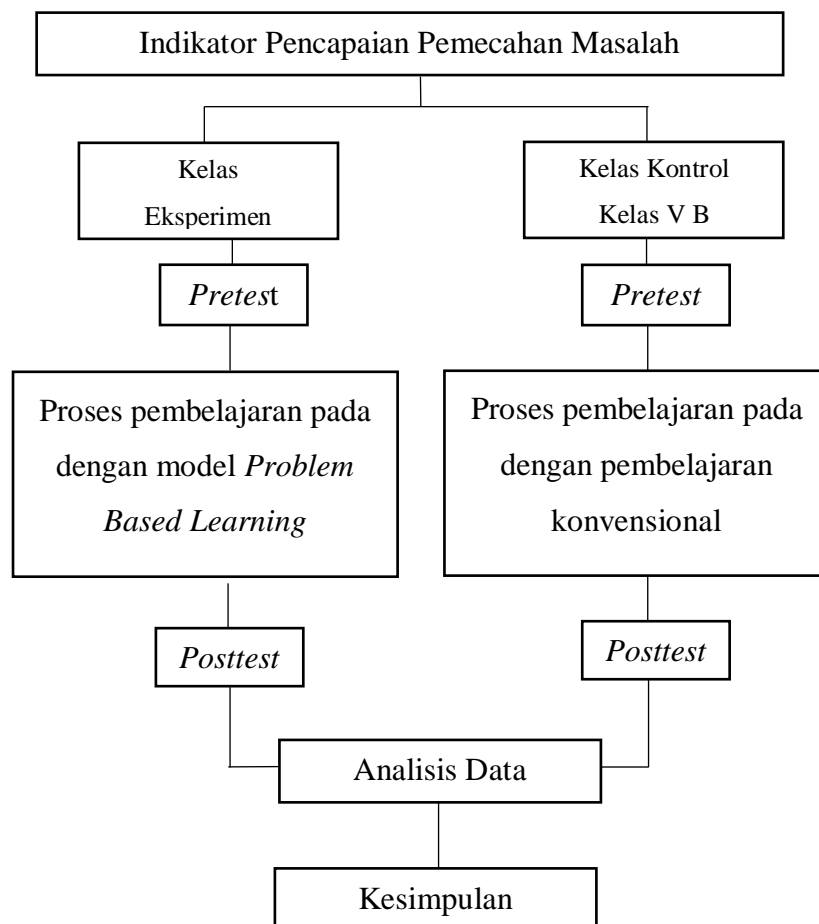 Indikator Pencapaian Pemecahan Masalah
Kelas
Eksperimen
Kelas Kontrol
Kelas V B
Pretest
Pretest
Proses pembelajaran pada
dengan model Problem
Based Learning
Proses pembelajaran pada
dengan pembelajaran
konvensional
Posttest
Posttest
Analisis Data
Kesimpulan